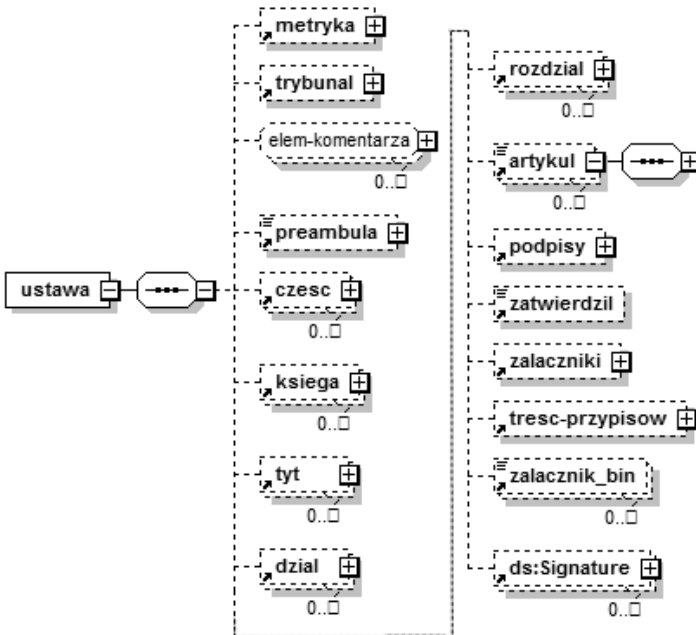 ustawa
metryka
trybunal
elem-komentarza
0..□
preambula
czesc
0..□
ksiega
0..□
tyt
0..□
dzial
0..□
rozdzial
0..□
artykul
0..□
podpisy
zatwierdzil
zalaczniki
tresc-przypisow
zalacznik_bin
0..□
ds:Signature
0..□